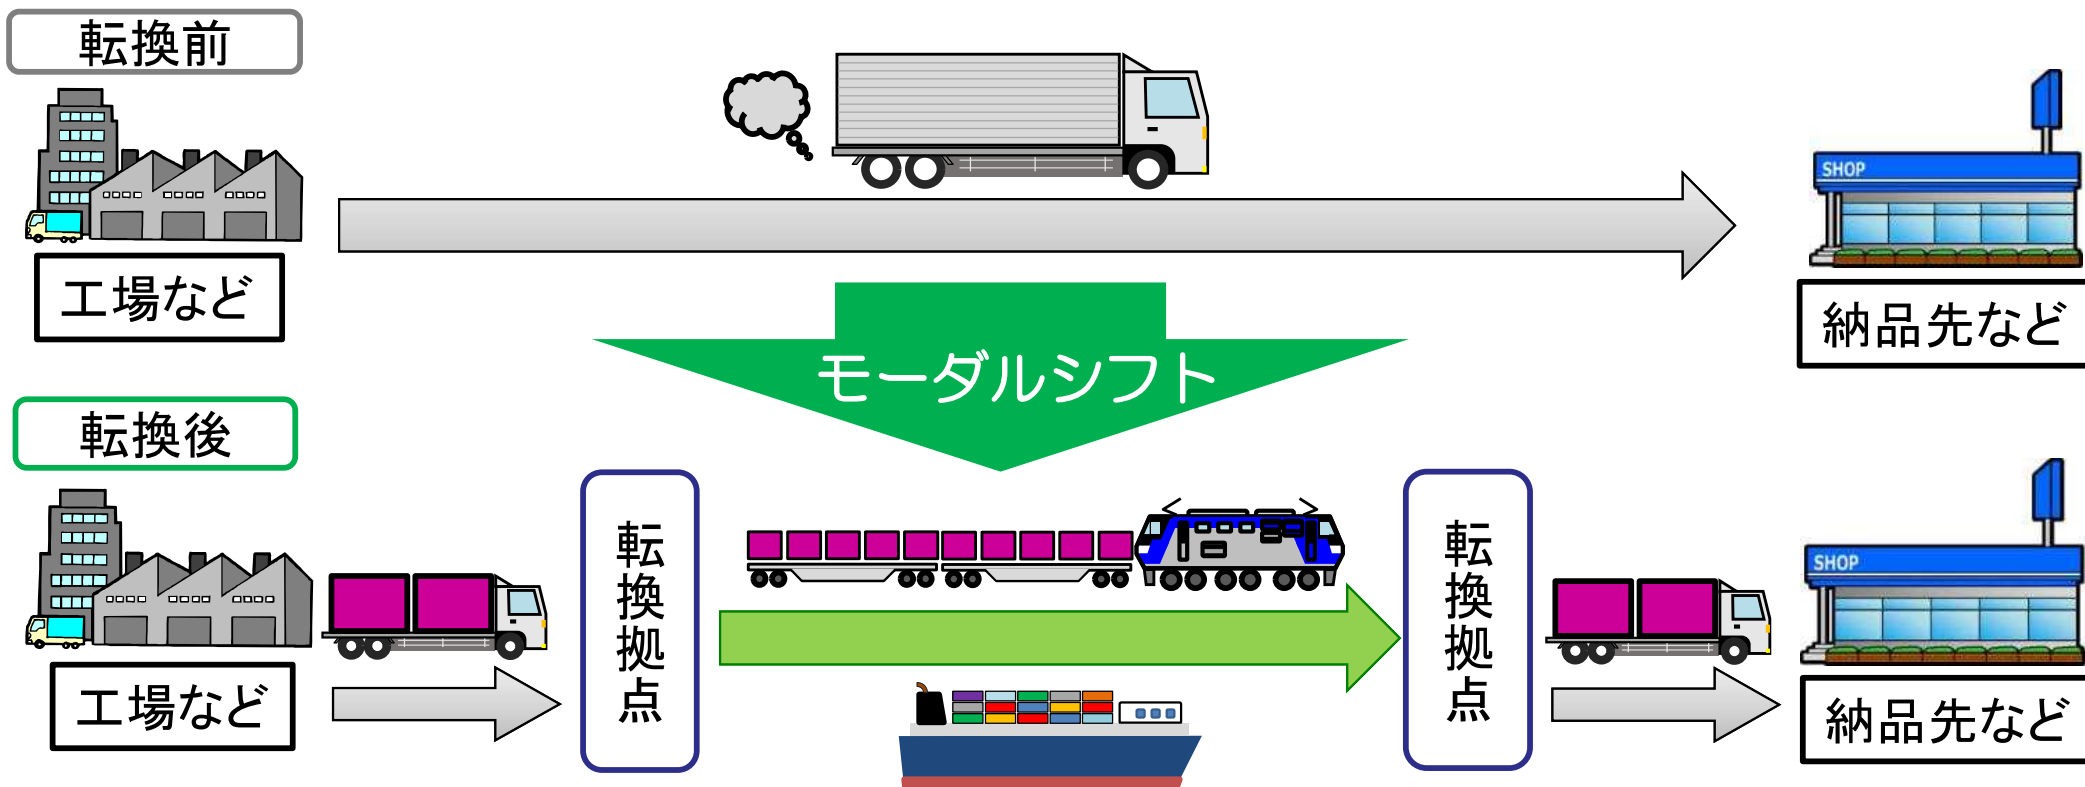 転換前
SHOP
工場など
納品先など
モーダルシフト
転換後
転換拠点
転換拠点
SHOP
工場など
納品先など